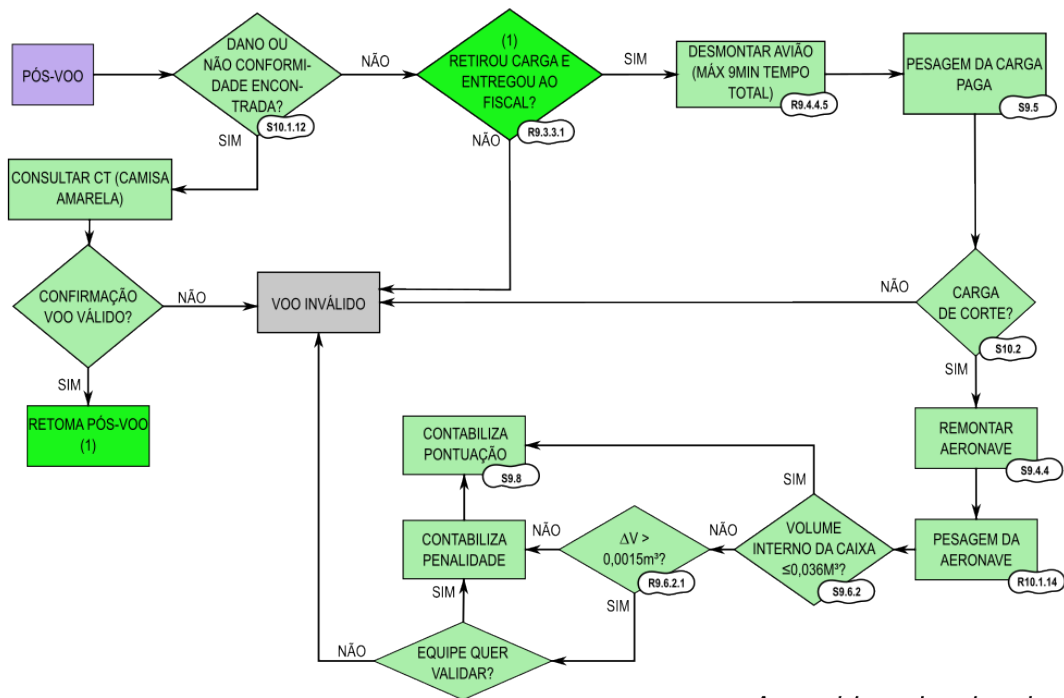 PÓS-VOO
DANO OU
NÃO CONFORMI-
DADE ENCON-
TRADA?
S10.1.12
NÃO
SIM
(1)
RETIROU CARGA E
ENTREGOU AO
FISCAL?
R9.3.3.1
SIM
NÃO
DESMONTAR AVIÃO
(MÁX 9MIN TEMPO
TOTAL)
R9.4.4.5
PESAGEM DA CARGA
PAGA
S9.5
CONSULTAR CT (CAMISA
AMARELA)
CONFIRMAÇÃO
VOO VÁLIDO?
NÃO
SIM
VOO INVÁLIDO
NÃO
CARGA
DE CORTE?
S10.2
SIM
RETOMA PÓS-VOO
(1)
CONTABILIZA
PONTUAÇÃO
S9.8
REMONTAR
AERONAVE
S9.4.4
SIM
CONTABILIZA
PENALIDADE
NÃO
ΔV >
0,0015m³?
R9.6.2.1
NÃO
VOLUME
INTERNO DA CAIXA
≤0,036M³?
S9.6.2
PESAGEM DA
AERONAVE
R10.1.14
SIM
SIM
NÃO
EQUIPE QUER
VALIDAR?